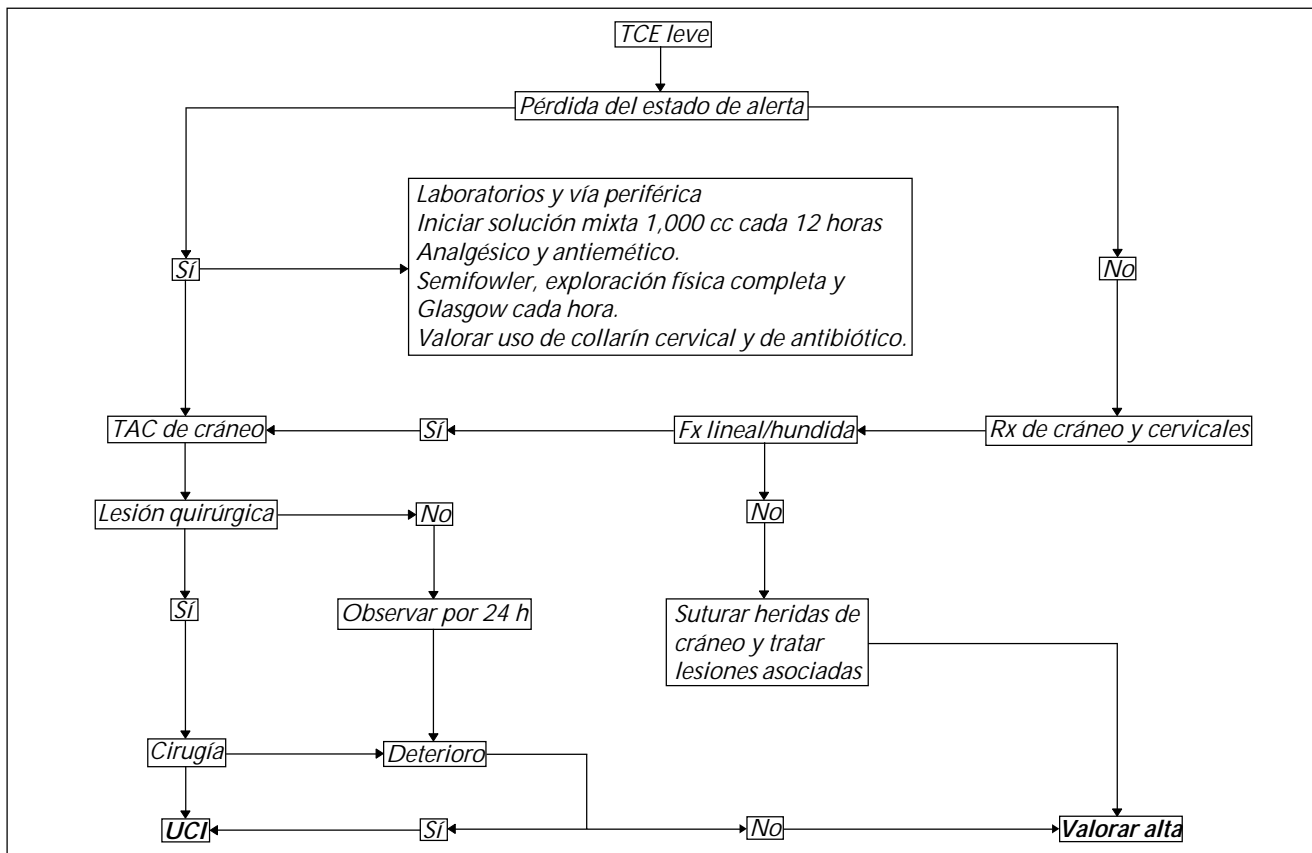 TCE leve
Pérdida del estado de alerta
Laboratorios y vía periférica
Iniciar solución mixta 1,000 cc cada 12 horas
Analgésico y antiemético.
Semifowler, exploración física completa y
Glasgow cada hora.
Valorar uso de collarín cervical y de antibiótico.
Sí
No
TAC de cráneo
Sí
Fx lineal/hundida
Rx de cráneo y cervicales
Lesión quirúrgica
No
No
Sí
Observar por 24 h
Suturar heridas de
cráneo y tratar
lesiones asociadas
Cirugía
Deterioro
UCI
Sí
No
Valorar alta